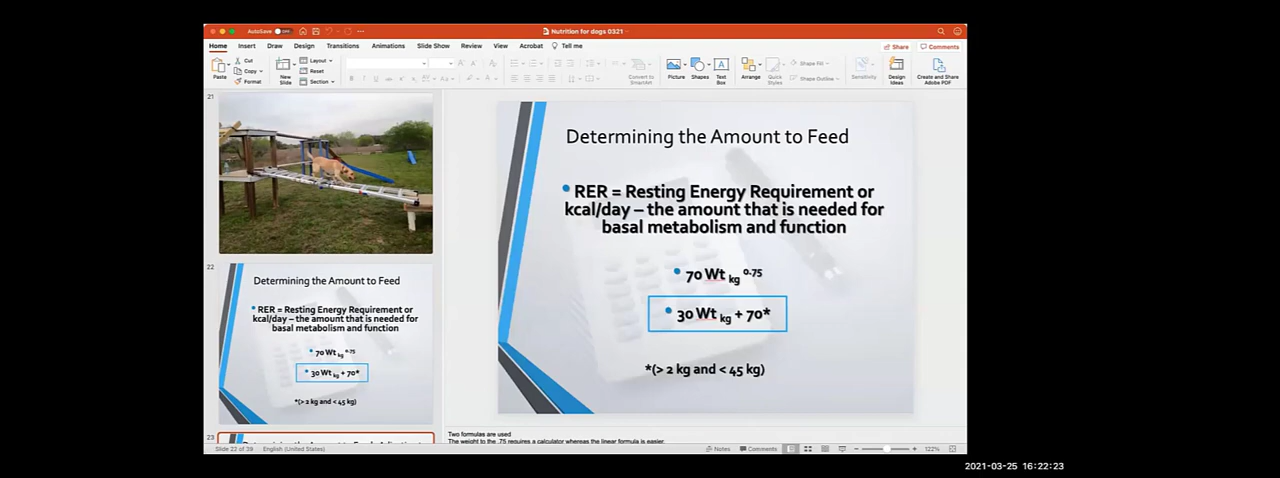 AutoSave OFF
Nutrition for dogs 0321
Home Insert Draw Design Transitions Animations Slide Show Review View Acrobat Tell me
Share Comments
Paste
Cut
Copy
Format
New Slide
Layout
Reset
Section
Convert to SmartArt
Picture
Shapes
Text Box
Arrange
Quick Styles
Shape Fill
Shape Outline
Sensitivity
Design Ideas
Create and Share Adobe PDF
21
22
Determining the Amount to Feed
• RER = Resting Energy Requirement or
kcal/day – the amount that is needed for
basal metabolism and function
• 70 Wt kg 0.75
• 30 Wt kg + 70*
*(> 2 kg and < 45 kg)
23
Determining the Amount to Feed
• RER = Resting Energy Requirement or
kcal/day – the amount that is needed for
basal metabolism and function
• 70 Wt kg 0.75
• 30 Wt kg + 70*
*(> 2 kg and < 45 kg)
Two formulas are used
The weight to the .75 requires a calculator whereas the linear formula is easier.
Slide 22 of 39 English (United States)
Notes Comments 122%
2021-03-25 16:22:23